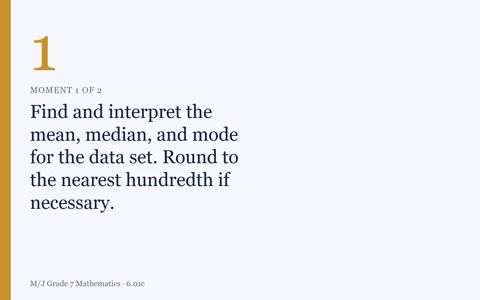 1
MOMENT 1 OF 2
Find and interpret the
mean, median, and mode
for the data set. Round to
the nearest hundredth if
necessary.
M/J Grade 7 Mathematics · 6.01c